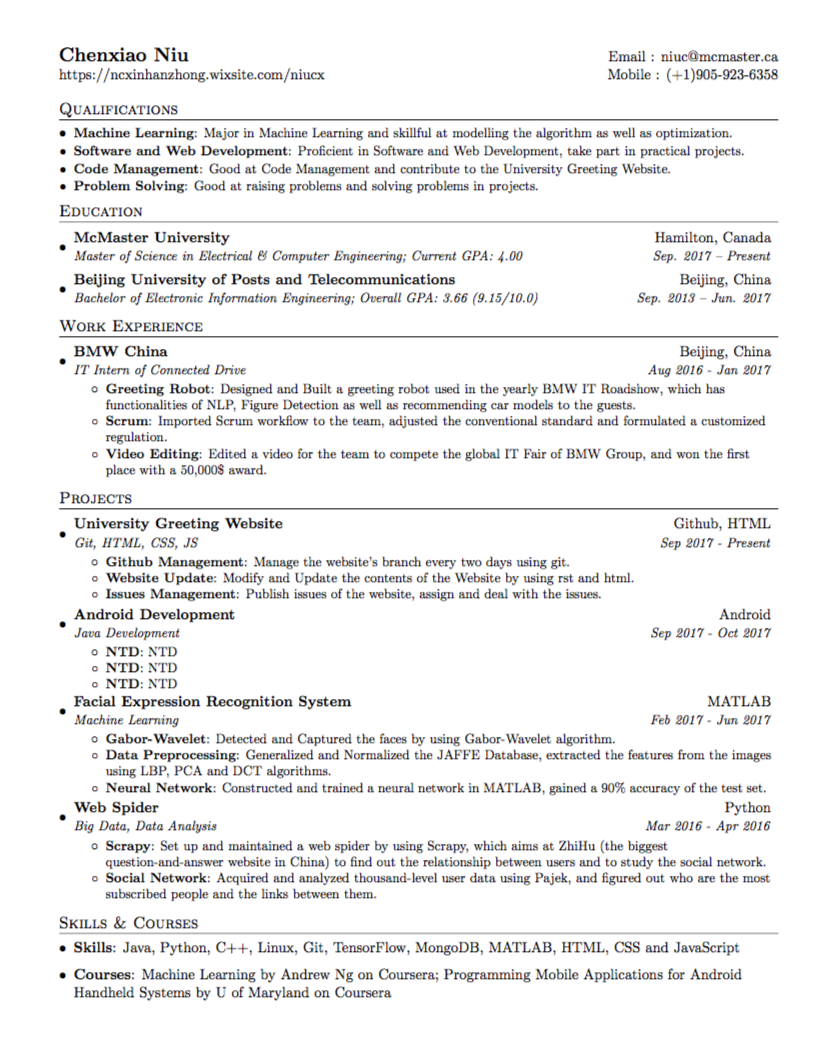 Chenxiao Niu Email : niuc@mcmaster.ca
https://ncxinhanzhong.wixsite.com/niucx Mobile : (+1)905-923-6358
Qualifications
• Machine Learning: Major in Machine Learning and skillful at modelling the algorithm as well as optimization.
• Software and Web Development: Proficient in Software and Web Development, take part in practical projects.
• Code Management: Good at Code Management and contribute to the University Greeting Website.
• Problem Solving: Good at raising problems and solving problems in projects.
Education
• McMaster University Hamilton, Canada
Master of Science in Electrical & Computer Engineering; Current GPA: 4.00 Sep. 2017 – Present
• Beijing University of Posts and Telecommunications Beijing, China
Bachelor of Electronic Information Engineering; Overall GPA: 3.66 (9.15/10.0) Sep. 2013 – Jun. 2017
Work Experience
• BMW China Beijing, China
IT Intern of Connected Drive Aug 2016 - Jan 2017
◦ Greeting Robot: Designed and Built a greeting robot used in the yearly BMW IT Roadshow, which has
functionalities of NLP, Figure Detection as well as recommending car models to the guests.
◦ Scrum: Imported Scrum workflow to the team, adjusted the conventional standard and formulated a customized
regulation.
◦ Video Editing: Edited a video for the team to compete the global IT Fair of BMW Group, and won the first
place with a 50,000$ award.
Projects
• University Greeting Website Github, HTML
Git, HTML, CSS, JS Sep 2017 - Present
◦ Github Management: Manage the website's branch every two days using git.
◦ Website Update: Modify and Update the contents of the Website by using rst and html.
◦ Issues Management: Publish issues of the website, assign and deal with the issues.
• Android Development Android
Java Development Sep 2017 - Oct 2017
◦ NTD: NTD
◦ NTD: NTD
◦ NTD: NTD
• Facial Expression Recognition System MATLAB
Machine Learning Feb 2017 - Jun 2017
◦ Gabor-Wavelet: Detected and Captured the faces by using Gabor-Wavelet algorithm.
◦ Data Preprocessing: Generalized and Normalized the JAFFE Database, extracted the features from the images
using LBP, PCA and DCT algorithms.
◦ Neural Network: Constructed and trained a neural network in MATLAB, gained a 90% accuracy of the test set.
• Web Spider Python
Big Data, Data Analysis Mar 2016 - Apr 2016
◦ Scrapy: Set up and maintained a web spider by using Scrapy, which aims at ZhiHu (the biggest
question-and-answer website in China) to find out the relationship between users and to study the social network.
◦ Social Network: Acquired and analyzed thousand-level user data using Pajek, and figured out who are the most
subscribed people and the links between them.
Skills & Courses
• Skills: Java, Python, C++, Linux, Git, TensorFlow, MongoDB, MATLAB, HTML, CSS and JavaScript
• Courses: Machine Learning by Andrew Ng on Coursera; Programming Mobile Applications for Android
Handheld Systems by U of Maryland on Coursera